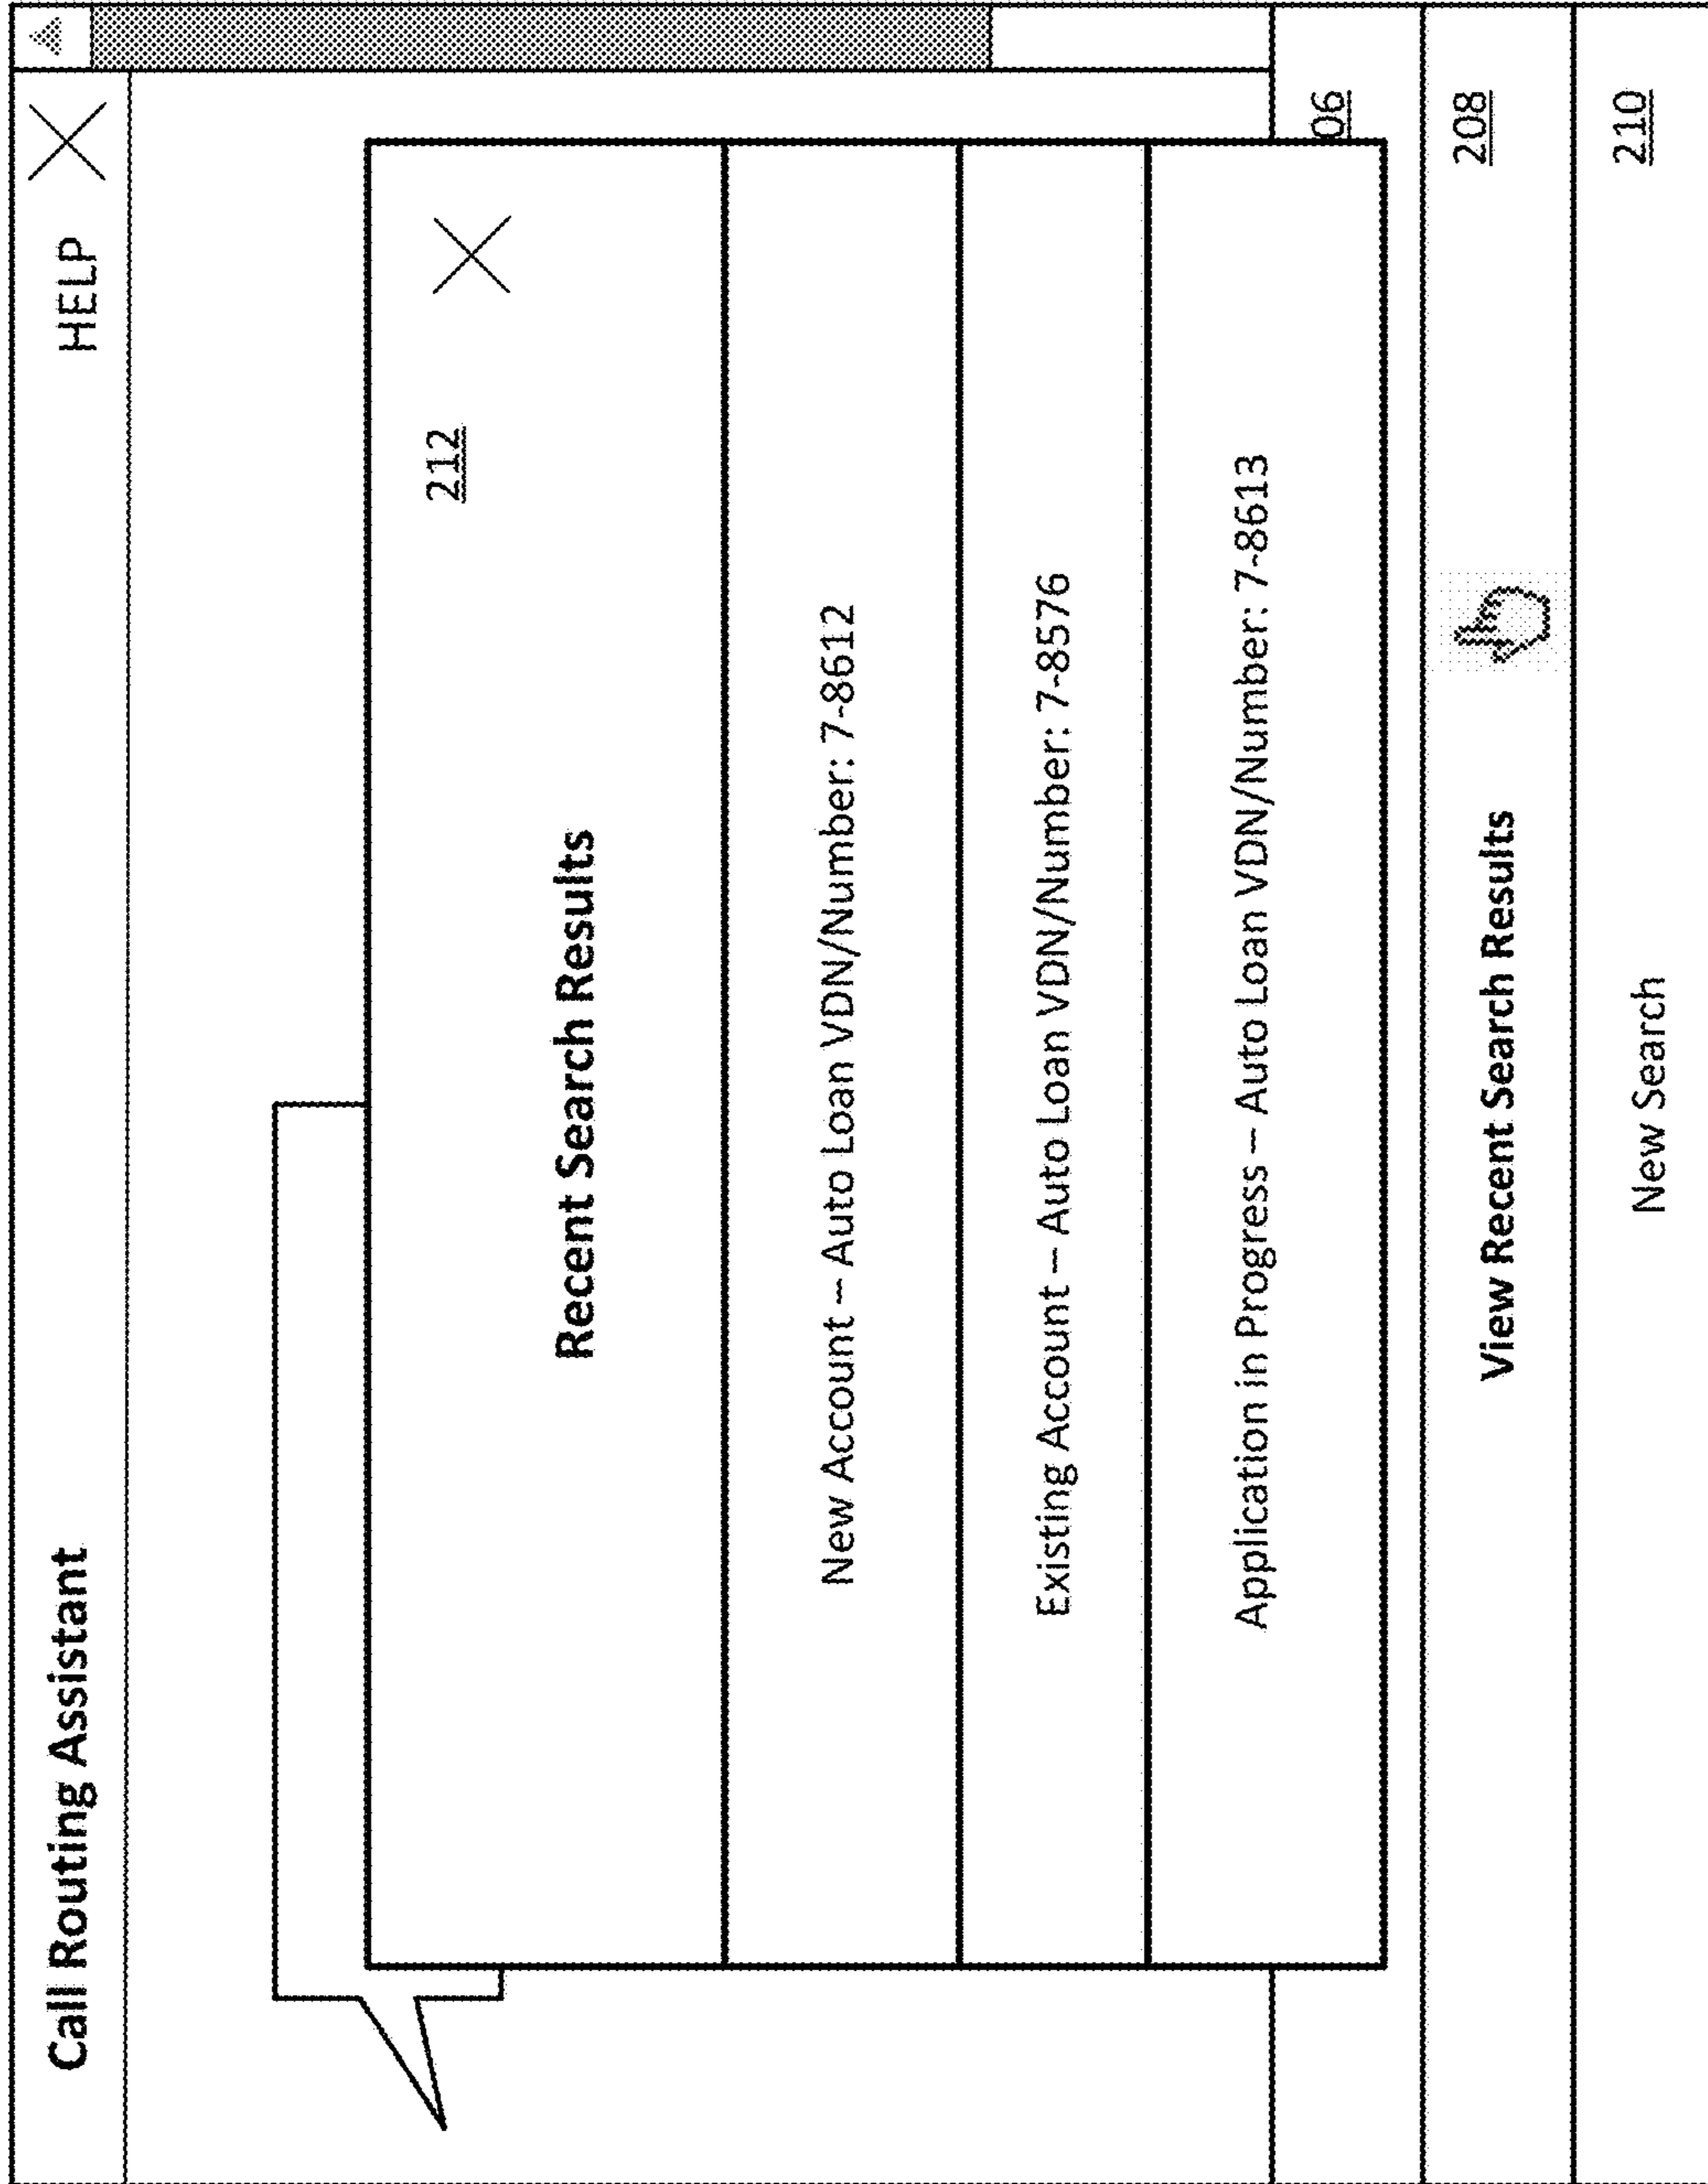 Call Routing Assistant HELP
212
Recent Search Results
New Account – Auto Loan VDN/Number: 7-8612
Existing Account – Auto Loan VDN/Number: 7-8576
Application in Progress – Auto Loan VDN/Number: 7-8613
06
View Recent Search Results 208
New Search 210